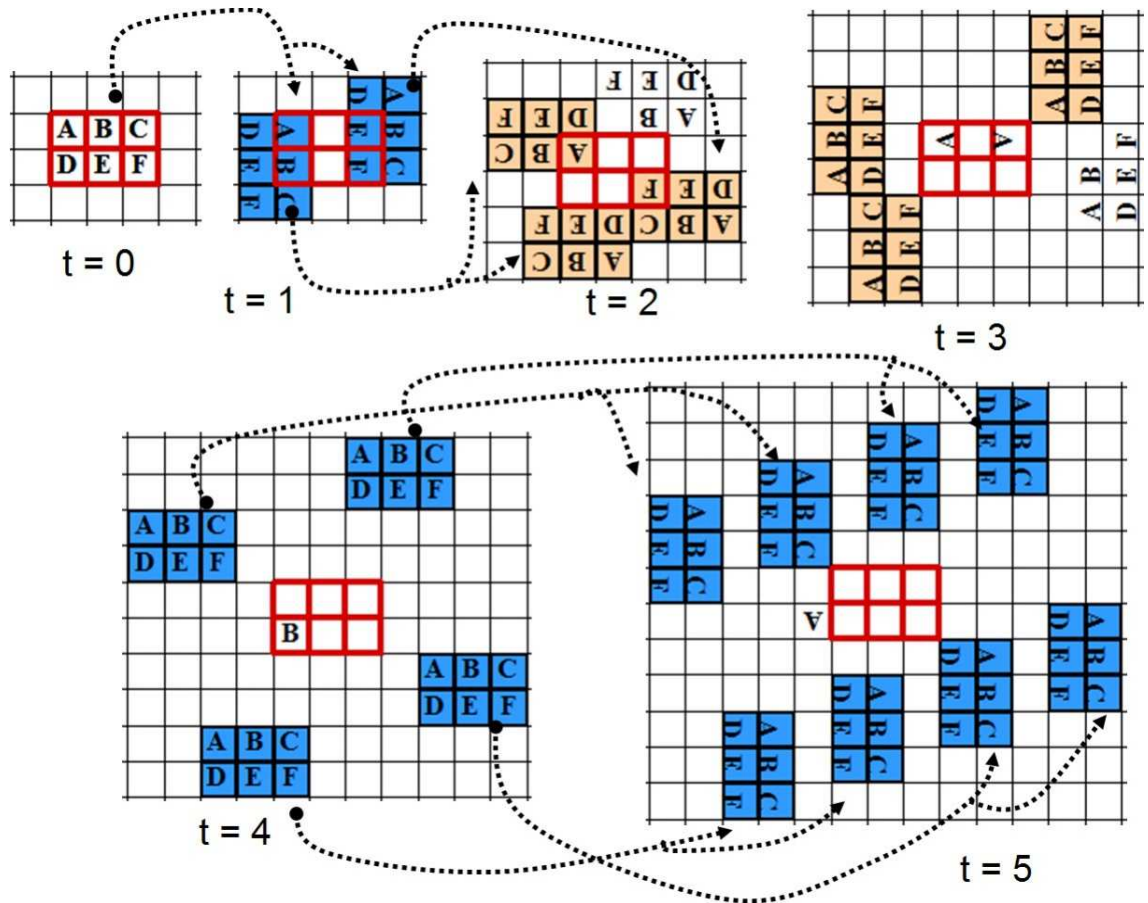 A B C
D E F
t = 0
A B C
D E F
A B C
D E F
t = 1
D E F
A B
D E F
A B C
D E F
A B C D E F
A B C
t = 2
A B C
D E F
A B C
D E F
A A
A B
D E F
A B C
D E F
t = 3
A B C
D E F
A B C
D E F
B
A B C
D E F
A B C
D E F
t = 4
A B C
D E F
A B C
D E F
A B C
D E F
A B C
D E F
A
A B C
D E F
A B C
D E F
A B C
D E F
A B C
D E F
t = 5